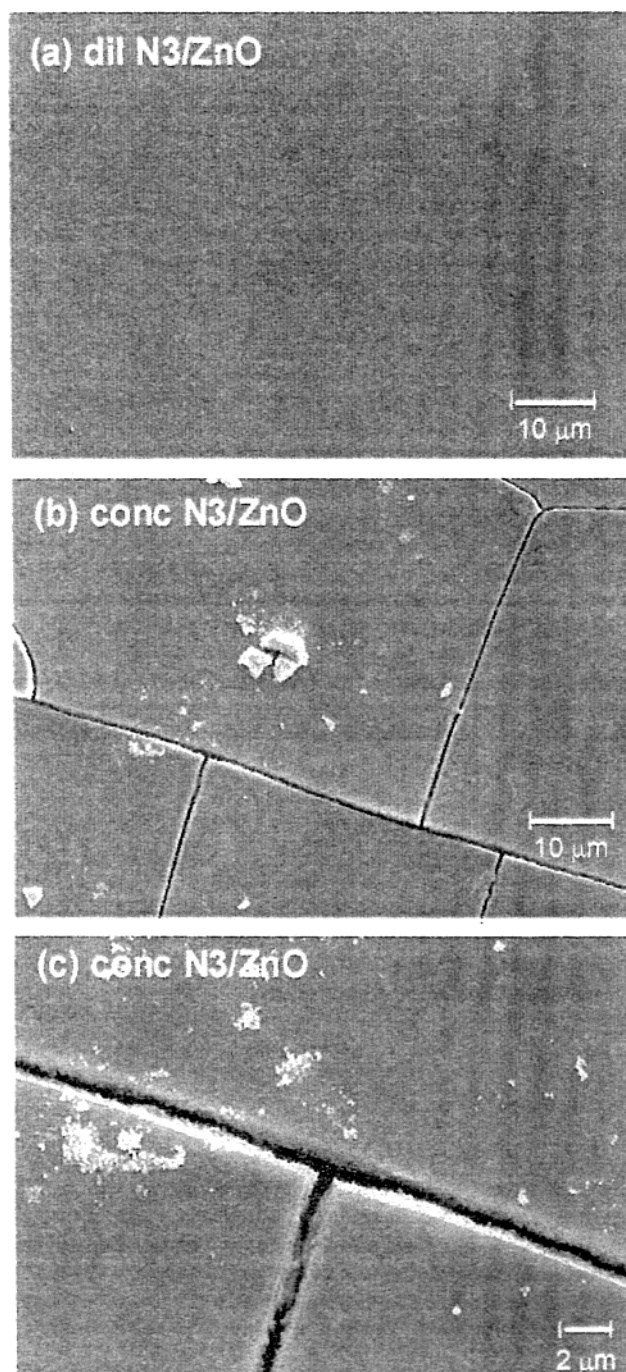 (a) dil N3/ZnO
10 μm
(b) conc N3/ZnO
10 μm
(c) conc N3/ZnO
2 μm